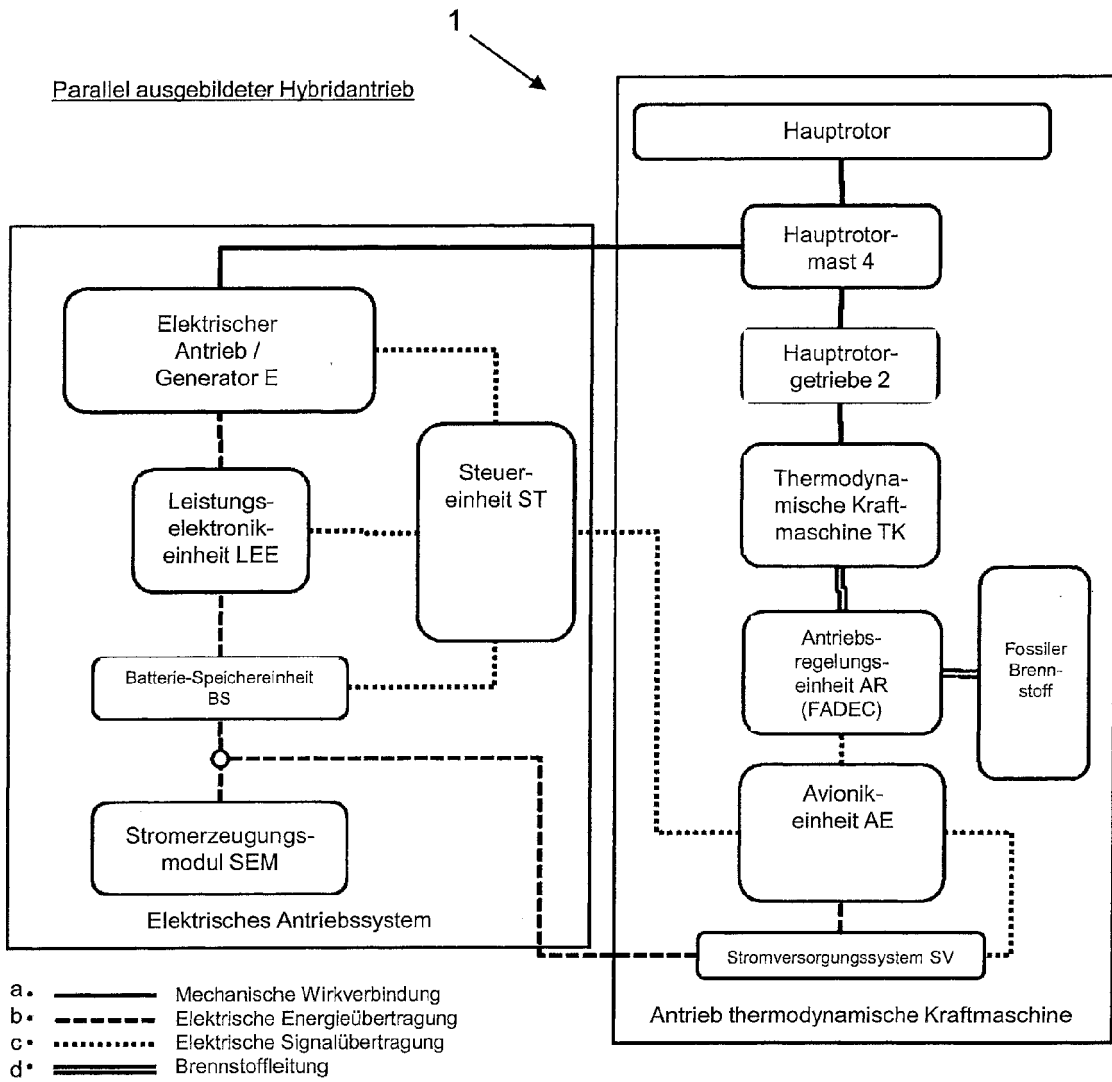 1
Parallel ausgebildeter Hybridantrieb
Hauptrotor
Hauptrotor-
mast 4
Hauptrotor-
getriebe 2
Thermodyna-
mische Kraft-
maschine TK
Antriebs-
regelungs-
einheit AR
(FADEC)
Fossiler
Brenn-
stoff
Avionik-
einheit AE
Stromversorgungssystem SV
Antrieb thermodynamische Kraftmaschine
Elektrischer
Antrieb /
Generator E
Steuer-
einheit ST
Leistungs-
elektronik-
einheit LEE
Batterie-Speichereinheit
BS
Stromerzeugungs-
modul SEM
Elektrisches Antriebssystem
a. Mechanische Wirkverbindung
b. Elektrische Energieübertragung
c. Elektrische Signalübertragung
d. Brennstoffleitung